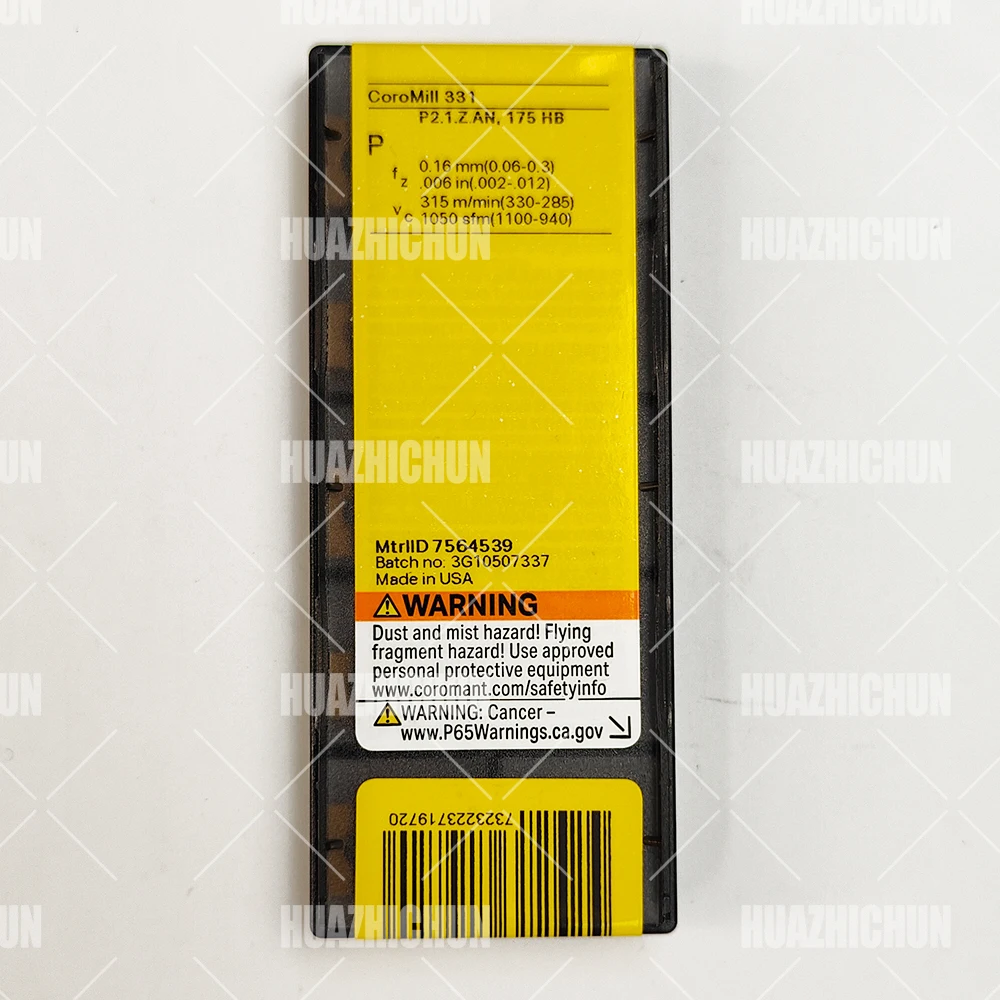 CoroMill 331
P2.1.Z.AN, 175 HB
P
fz 0.16 mm(0.06-0.3)
.006 in(.002-.012)
vc 315 m/min(330-285)
1050 sfm(1100-940)
MtrlID 7564539
Batch no: 3G10507337
Made in USA
⚠WARNING
Dust and mist hazard! Flying
fragment hazard! Use approved
personal protective equipment
www.coromant.com/safetyinfo
⚠WARNING: Cancer –
www.P65Warnings.ca.gov
7323223719720
HUAZHICHUN